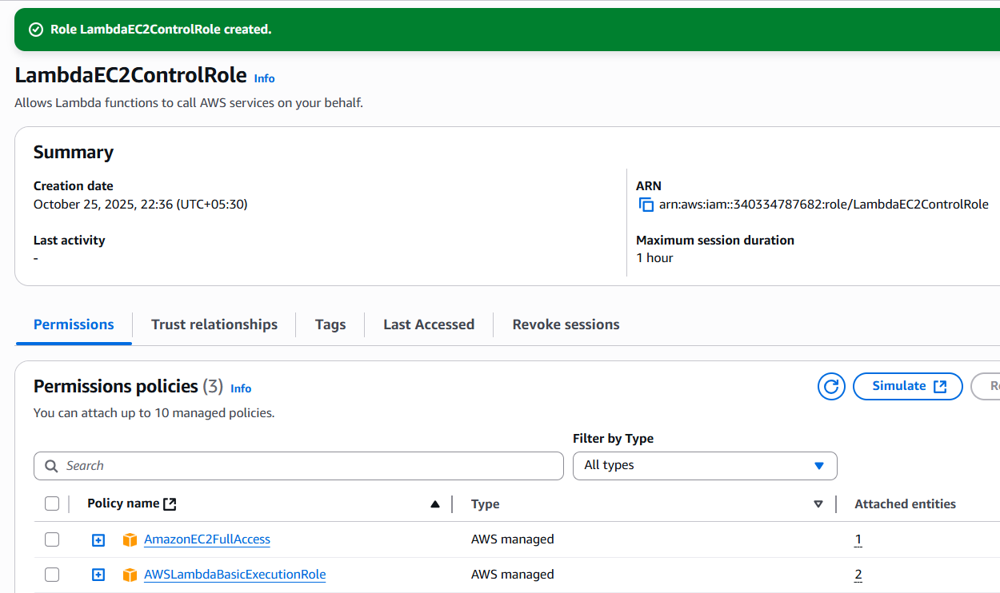 Role LambdaEC2ControlRole created.
LambdaEC2ControlRole Info
Allows Lambda functions to call AWS services on your behalf.
Summary
Creation date
October 25, 2025, 22:36 (UTC+05:30)
ARN
arn:aws:iam::340334787682:role/LambdaEC2ControlRole
Last activity
-
Maximum session duration
1 hour
Permissions Trust relationships Tags Last Accessed Revoke sessions
Permissions policies (3) Info
Simulate
You can attach up to 10 managed policies.
Filter by Type
Search
All types
Policy name Type Attached entities
AmazonEC2FullAccess AWS managed 1
AWSLambdaBasicExecutionRole AWS managed 2